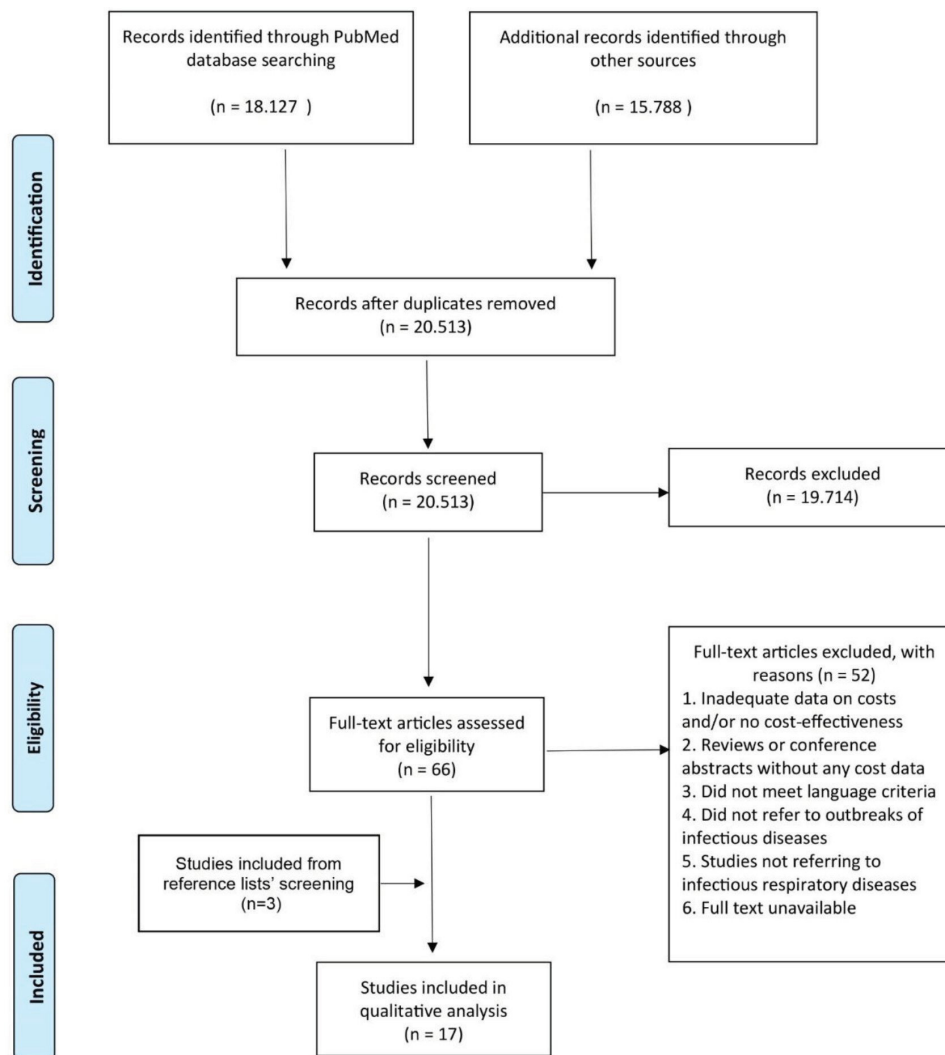 Records identified through PubMed
database searching
(n = 18.127 )
Additional records identified through
other sources
(n = 15.788 )
Identification
Records after duplicates removed
(n = 20.513)
Screening
Records screened
(n = 20.513)
Records excluded
(n = 19.714)
Eligibility
Full-text articles assessed
for eligibility
(n = 66)
Full-text articles excluded, with
reasons (n = 52)
1. Inadequate data on costs
and/or no cost-effectiveness
2. Reviews or conference
abstracts without any cost data
3. Did not meet language criteria
4. Did not refer to outbreaks of
infectious diseases
5. Studies not referring to
infectious respiratory diseases
6. Full text unavailable
Studies included from
reference lists’ screening
(n=3)
Included
Studies included in
qualitative analysis
(n = 17)